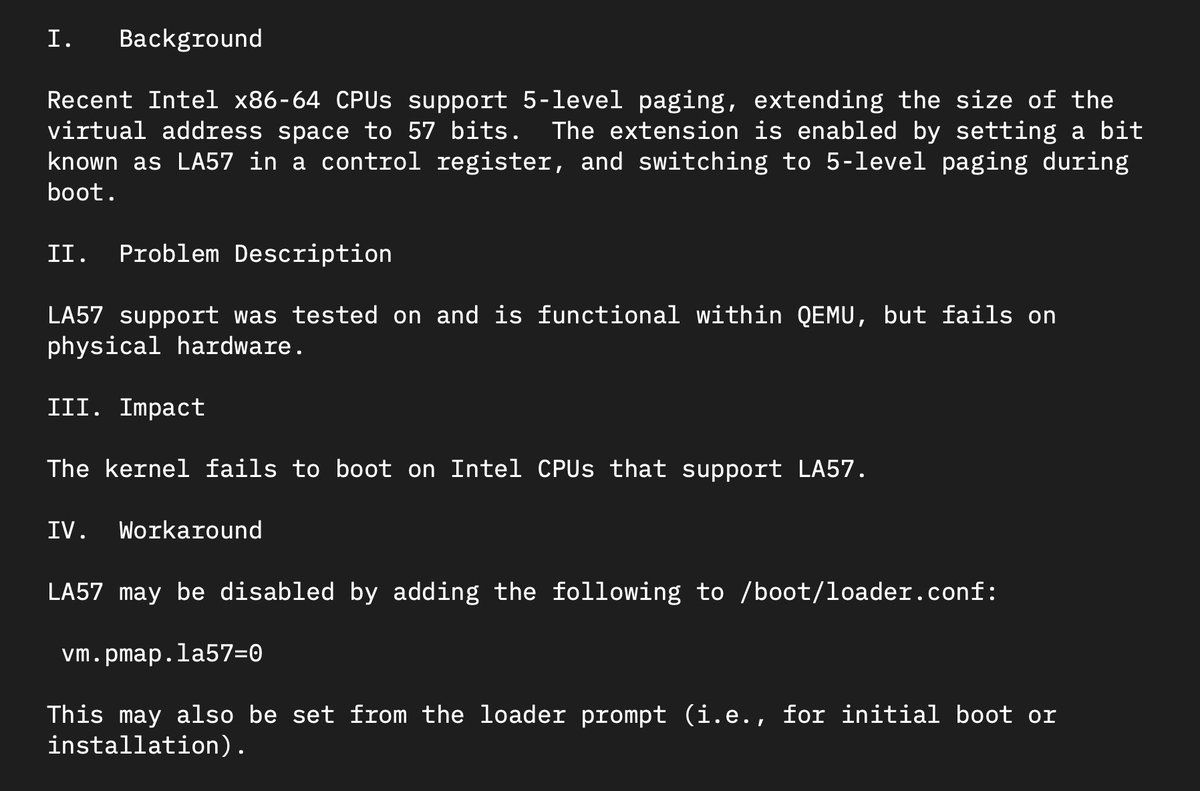 I.   Background
Recent Intel x86-64 CPUs support 5-level paging, extending the size of the
virtual address space to 57 bits.  The extension is enabled by setting a bit
known as LA57 in a control register, and switching to 5-level paging during
boot.
II.  Problem Description
LA57 support was tested on and is functional within QEMU, but fails on
physical hardware.
III. Impact
The kernel fails to boot on Intel CPUs that support LA57.
IV.  Workaround
LA57 may be disabled by adding the following to /boot/loader.conf:
 vm.pmap.la57=0
This may also be set from the loader prompt (i.e., for initial boot or
installation).